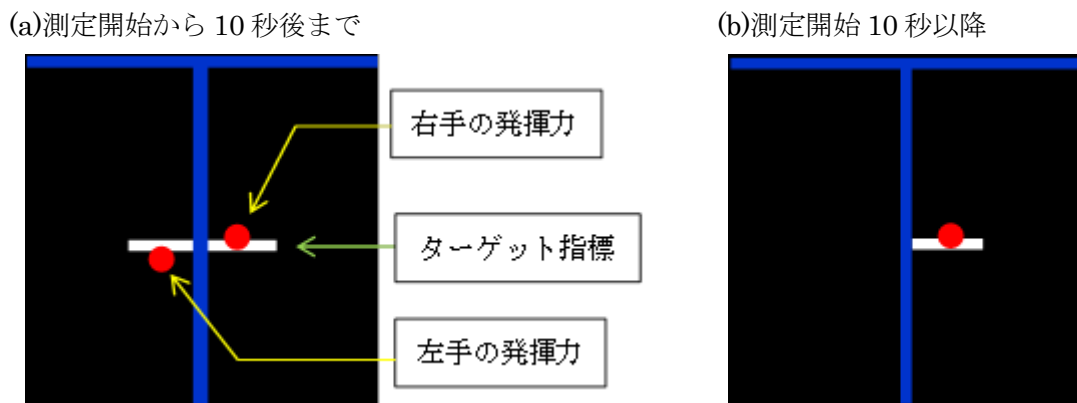 (a)測定開始から 10 秒後まで
(b)測定開始 10 秒以降
右手の発揮力
ターゲット指標
左手の発揮力